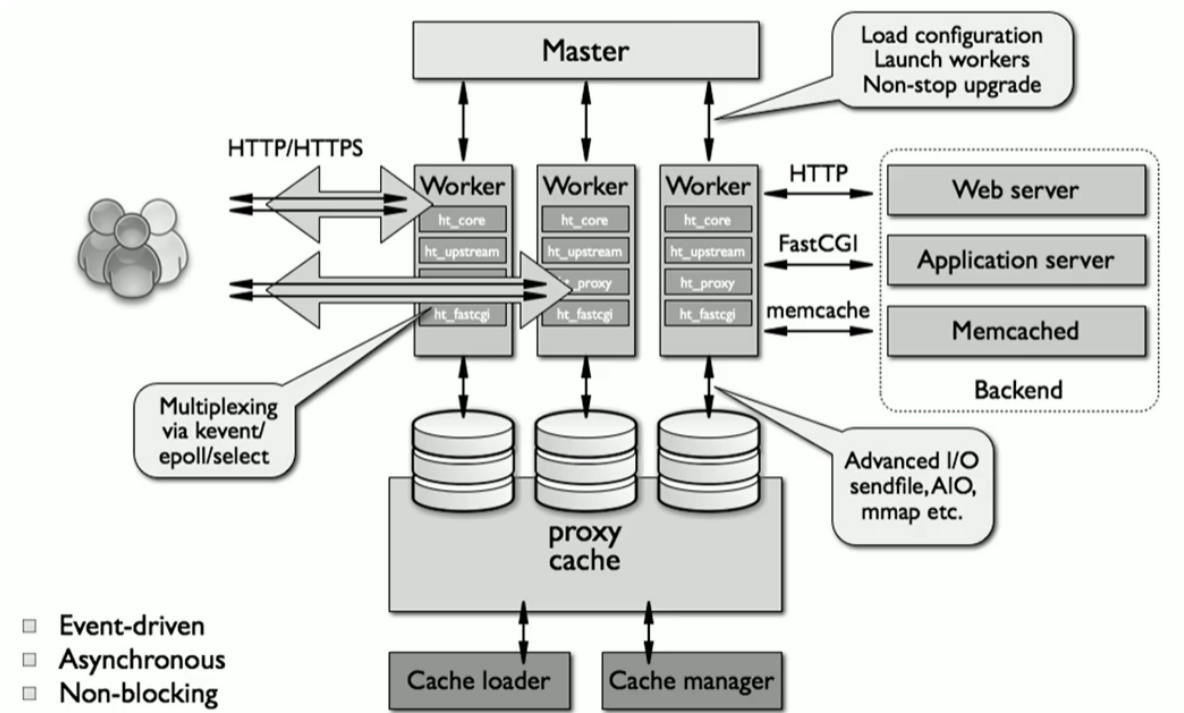 Master
Load configuration
Launch workers
Non-stop upgrade
HTTP/HTTPS
Worker
ht_core
ht_upstream
ht_fastcgi
Worker
ht_core
ht_upstream
_proxy
ht_fastcgi
Worker
ht_core
ht_upstream
ht_proxy
ht_fastcgi
HTTP
FastCGI
memcache
Web server
Application server
Memcached
Backend
Multiplexing
via kevent/
epoll/select
Advanced I/O
sendfile, AIO,
mmap etc.
proxy
cache
Cache loader
Cache manager
Event-driven
Asynchronous
Non-blocking